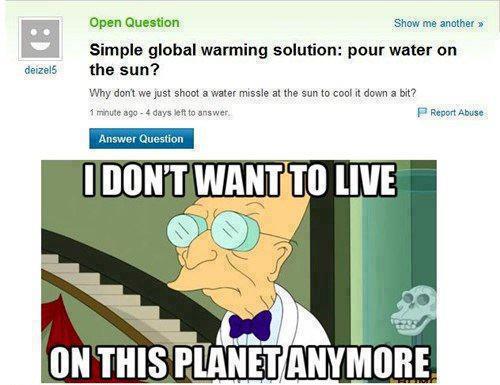 Open Question
Show me another »
deizel5
Simple global warming solution: pour water on
the sun?
Why don't we just shoot a water missle at the sun to cool it down a bit?
1 minute ago - 4 days left to answer.
Report Abuse
Answer Question
I DON'T WANT TO LIVE
ON THIS PLANET ANYMORE